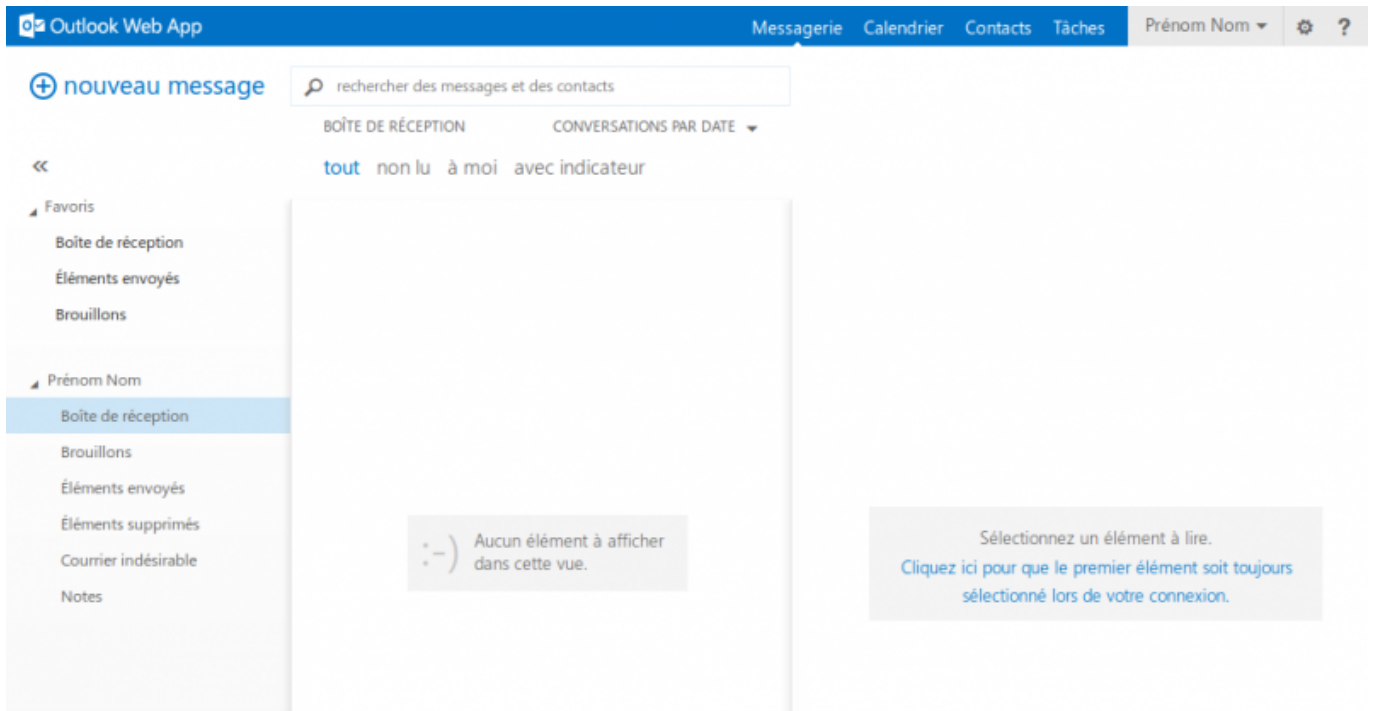 Outlook Web App
Messagerie Calendrier Contacts Tâches Prénom Nom ?
nouveau message
rechercher des messages et des contacts
BOÎTE DE RÉCEPTION CONVERSATIONS PAR DATE
tout non lu à moi avec indicateur
«
Favoris
Boîte de réception
Éléments envoyés
Brouillons
Prénom Nom
Boîte de réception
Brouillons
Éléments envoyés
Éléments supprimés
Courrier indésirable
Notes
:-) Aucun élément à afficher
dans cette vue.
Sélectionnez un élément à lire.
Cliquez ici pour que le premier élément soit toujours
sélectionné lors de votre connexion.